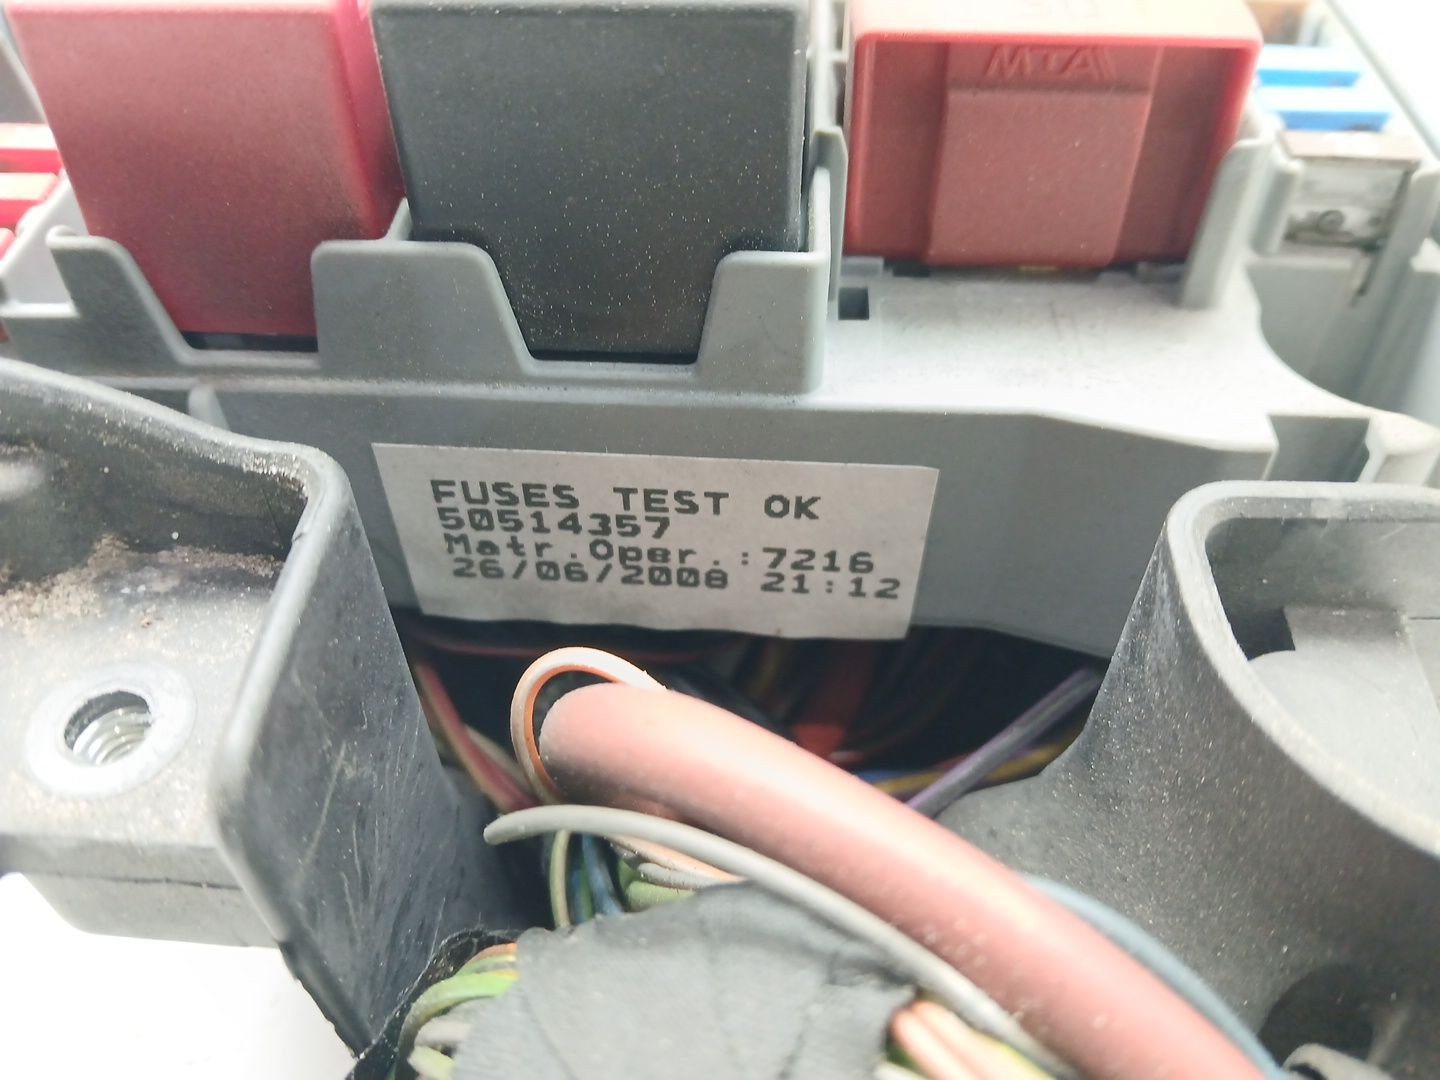 MTA
FUSES TEST OK
50514357
Matr.Oper.:7216
26/06/2008 21:12